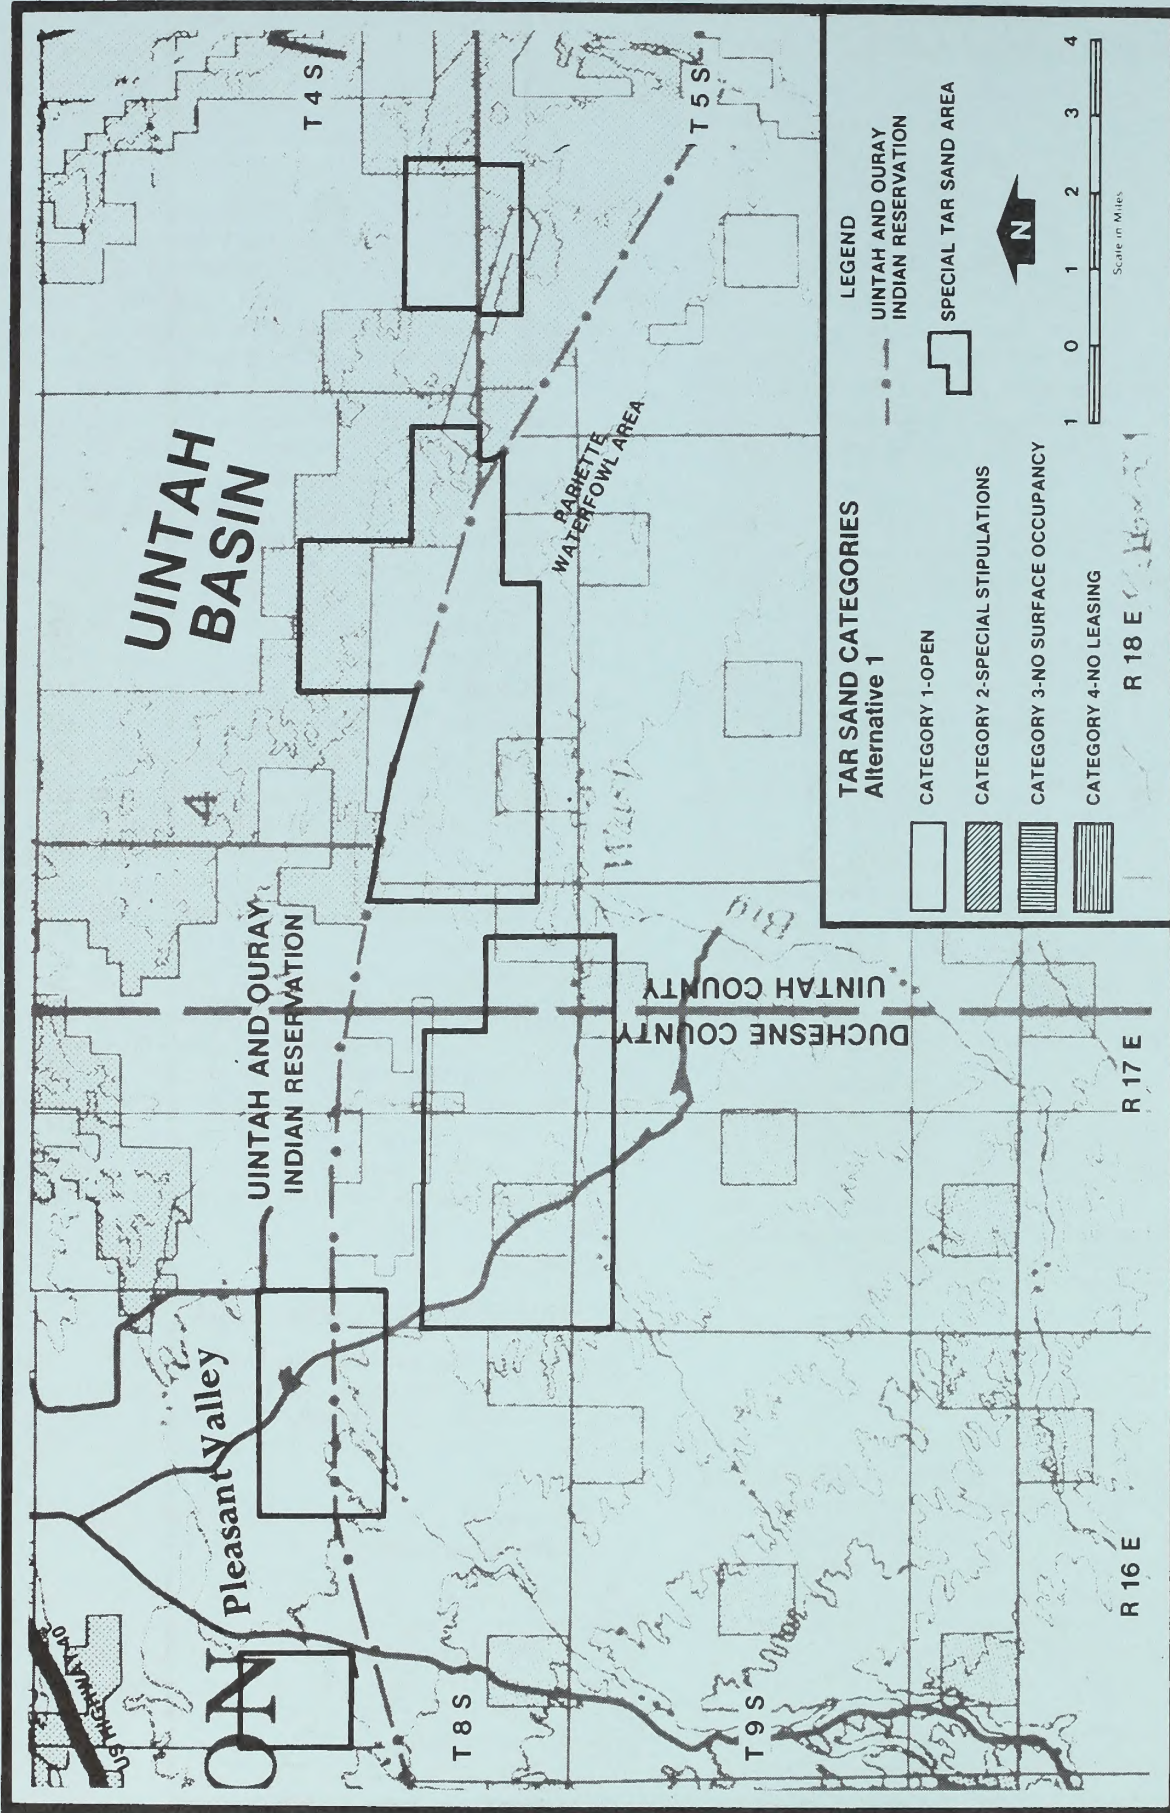 T 4 S
T 5 S
UINTAH
BASIN
4
PARIETTE
WATERFOWL AREA
UINTAH AND OURAY
INDIAN RESERVATION
UINTAH COUNTY
DUCHESNE COUNTY
Big
Wash
Pleasant Valley
US HIGHWAY 40
ON
T 8 S
T 9 S
R 16 E
R 17 E
R 18 E
TAR SAND CATEGORIES
Alternative 1
CATEGORY 1-OPEN
CATEGORY 2-SPECIAL STIPULATIONS
CATEGORY 3-NO SURFACE OCCUPANCY
CATEGORY 4-NO LEASING
LEGEND
UINTAH AND OURAY
INDIAN RESERVATION
SPECIAL TAR SAND AREA
N
1 0 1 2 3 4
Scale in Miles